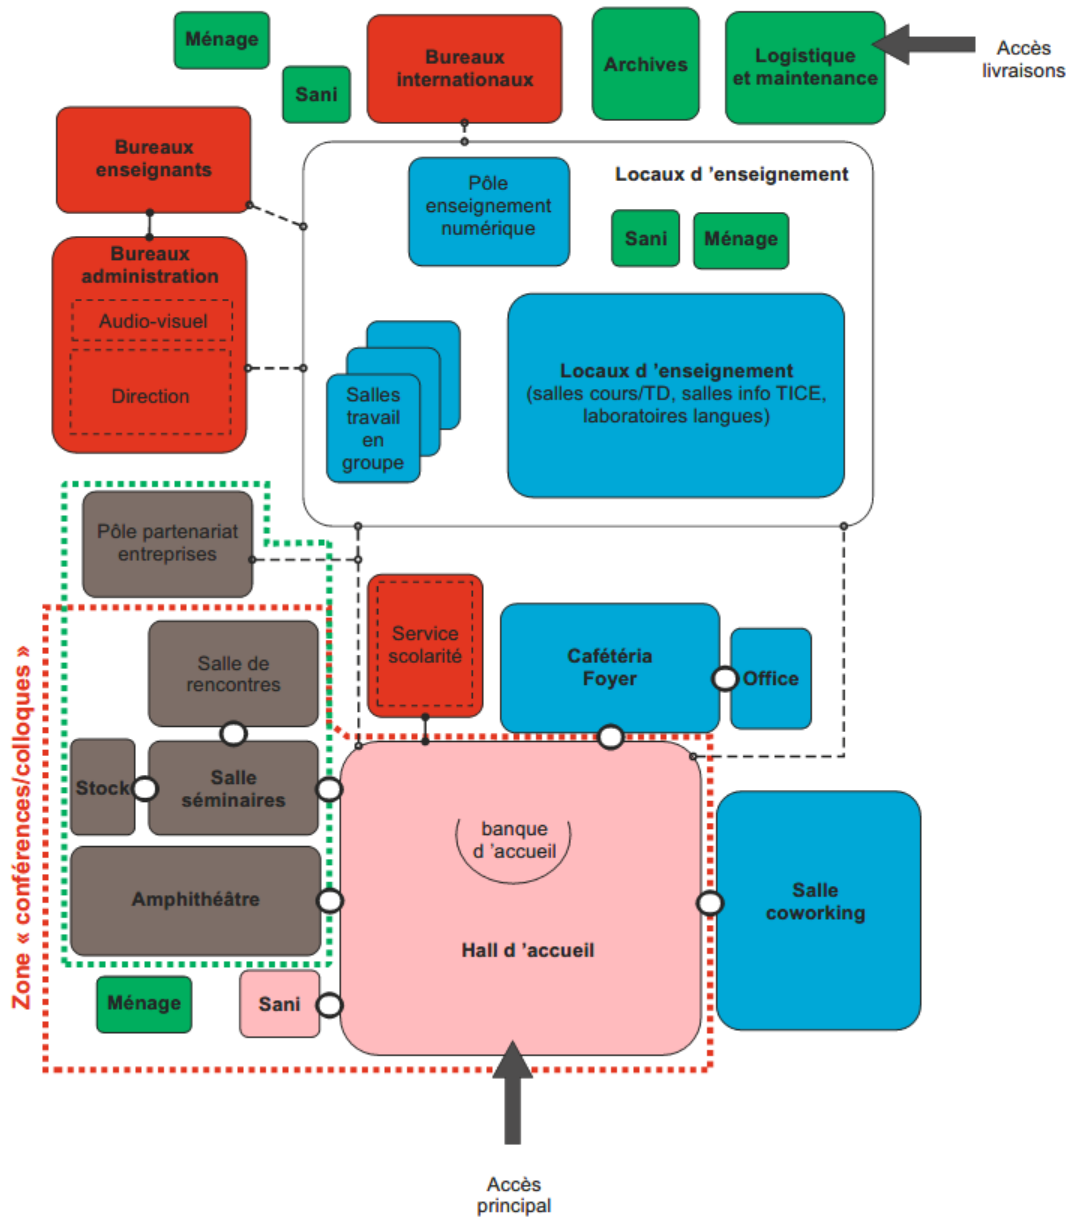 Ménage
Sani
Bureaux
internationaux
Archives
Logistique
et maintenance
Accès
livraisons
Bureaux
enseignants
Locaux d ’enseignement
Pôle
enseignement
numérique
Sani
Ménage
Bureaux
administration
Audio-visuel
Direction
Locaux d ’enseignement
(salles cours/TD, salles info TICE,
laboratoires langues)
Salles
travail
en
groupe
Pôle partenariat
entreprises
Service
scolarité
Cafétéria
Foyer
Office
Zone « conférences/colloques »
Salle de
rencontres
Stock
Salle
séminaires
banque
d ’accueil
Amphithéâtre
Salle
coworking
Hall d ’accueil
Ménage
Sani
Accès
principal